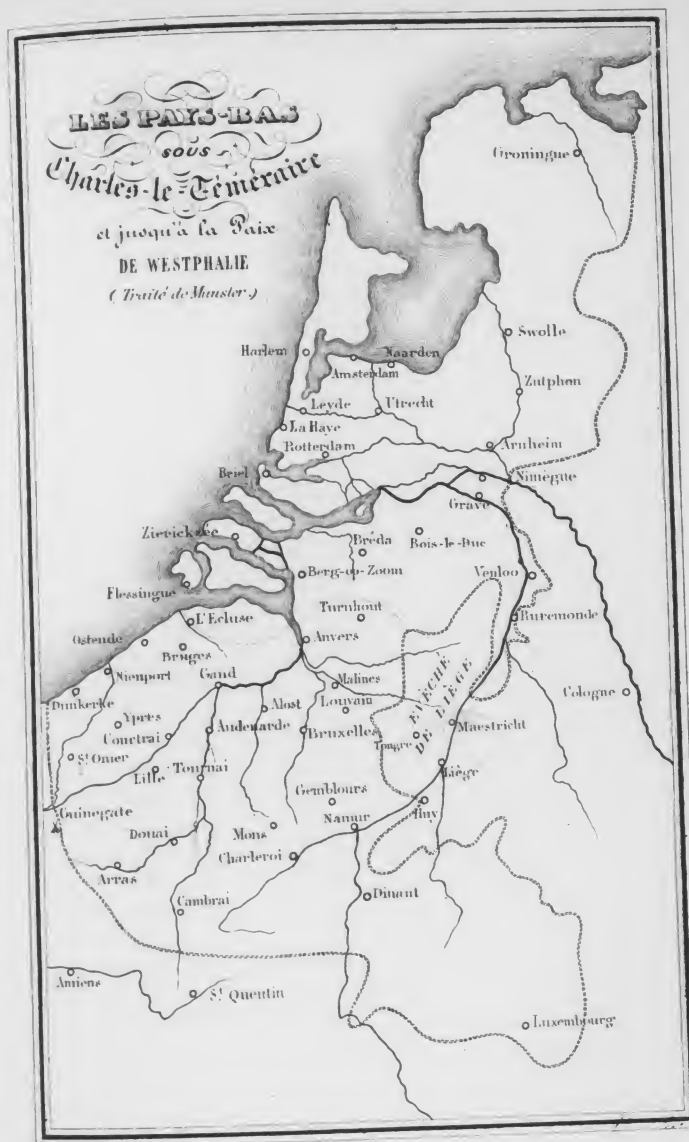 LES PAYS-BAS
SOUS
Charles-le-Téméraire
et jusqu'à la Paix
DE WESTPHALIE
(Traité de Munster.)
Groningue
Swolle
Harlem
Naarden
Amsterdam
Zutphon
Leyde
Utrecht
La Haye
Rotterdam
Arnheim
Briel
Nimègue
Grave
Zierickzée
Bréda
Bois-le-Duc
Berg-op-Zoom
Venloo
Flessingue
L'Ecluse
Turnhout
Ruremonde
Ostende
Bruges
Anvers
Nieuport
Gand
Malines
EVÊCHÉ
DE LIÈGE
Dunkerke
Alost
Louvain
Cologne
Ypres
Courtrai
Audenarde
Bruxelles
Maestricht
Tongre
St Omer
Lille
Tournai
Liége
Guinegate
Gemblours
Huy
Douai
Mons
Namur
Charleroi
Arras
Dinant
Cambrai
Amiens
St Quentin
Luxembourg